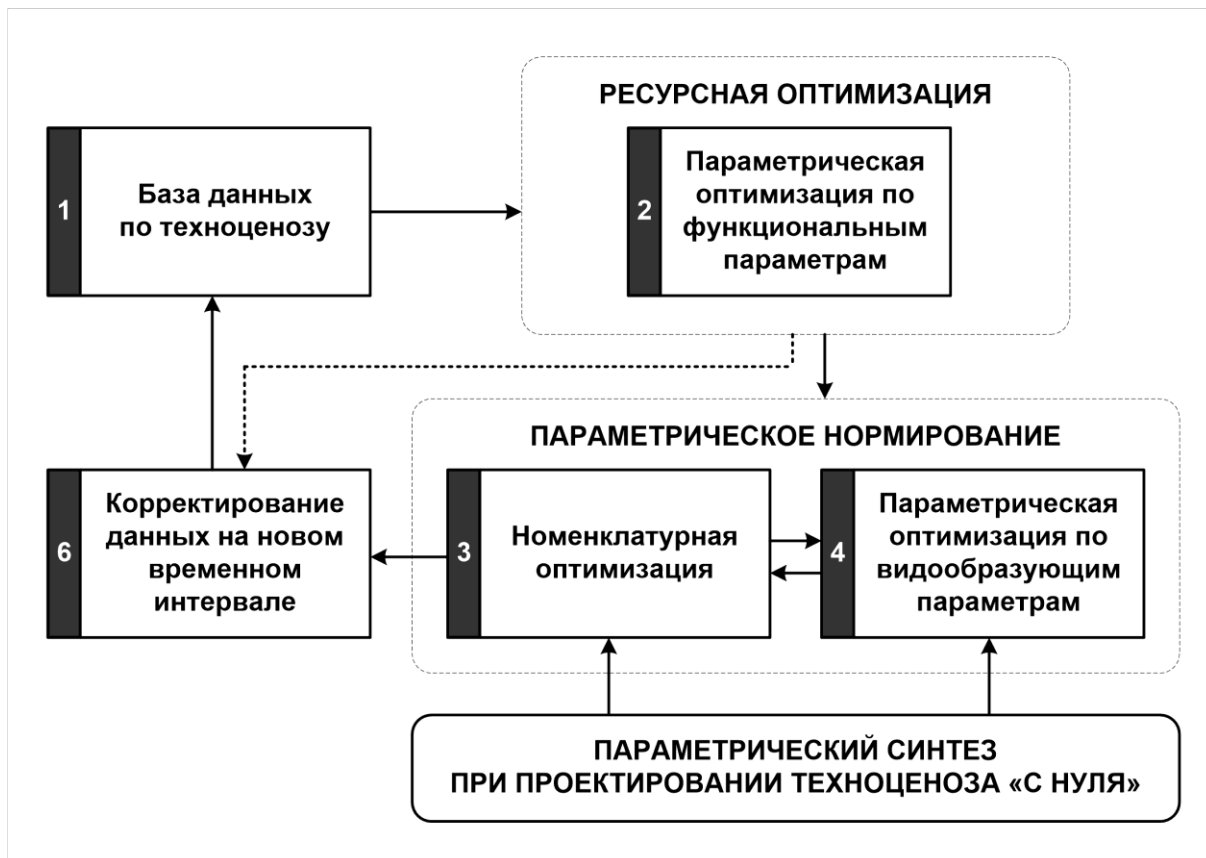 РЕСУРСНАЯ ОПТИМИЗАЦИЯ
1
База данных
по техноценозу
2
Параметрическая
оптимизация по
функциональным
параметрам
ПАРАМЕТРИЧЕСКОЕ НОРМИРОВАНИЕ
6
Корректирование
данных на новом
временном
интервале
3
Номенклатурная
оптимизация
4
Параметрическая
оптимизация по
видообразующим
параметрам
ПАРАМЕТРИЧЕСКИЙ СИНТЕЗ
ПРИ ПРОЕКТИРОВАНИИ ТЕХНОЦЕНОЗА «С НУЛЯ»